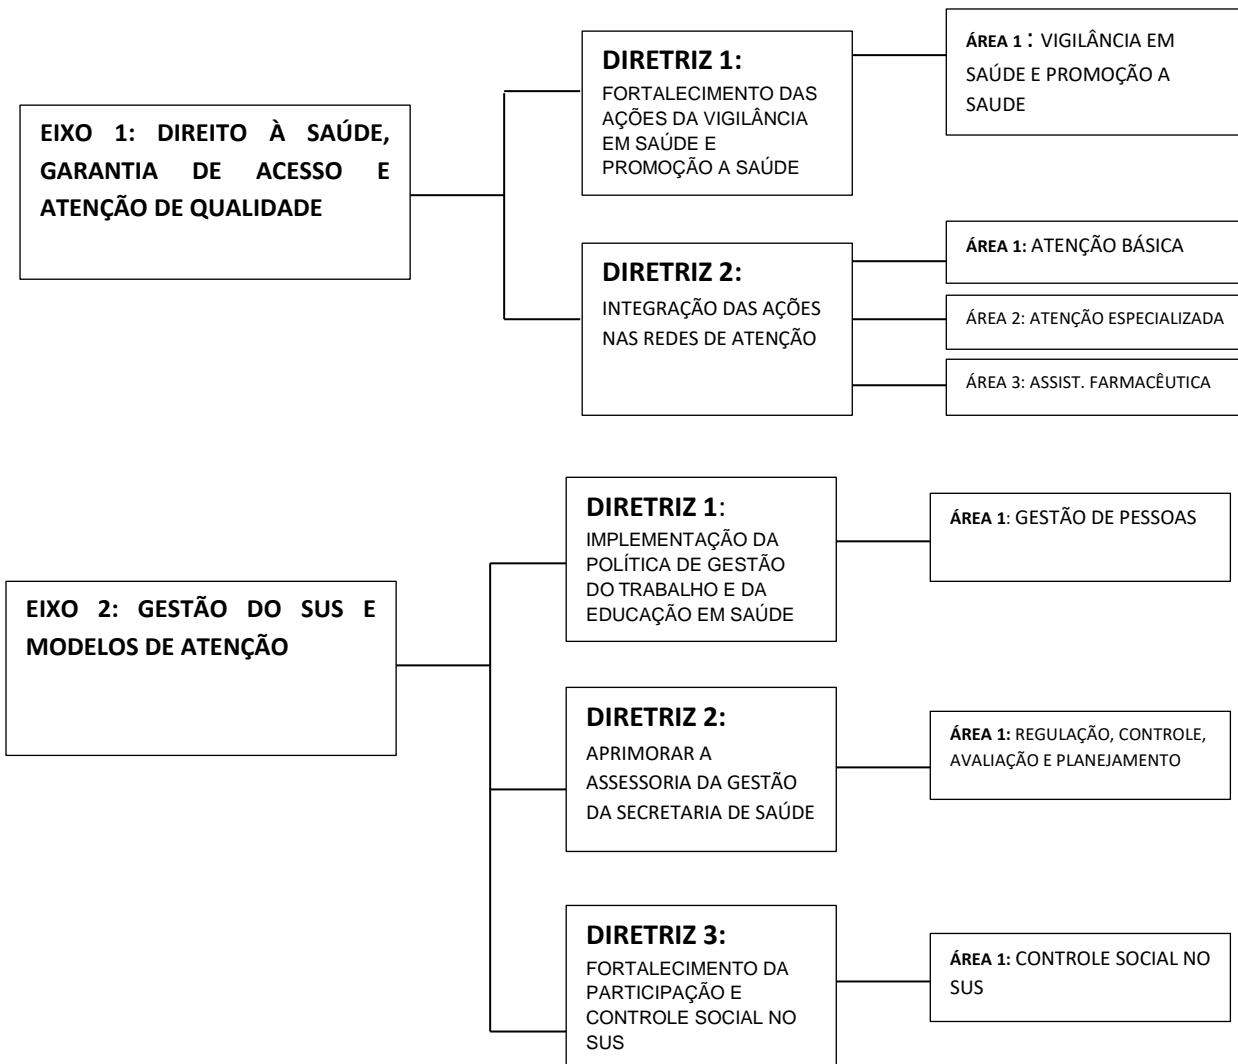 EIXO 1: DIREITO À SAÚDE,
GARANTIA DE ACESSO E
ATENÇÃO DE QUALIDADE
DIRETRIZ 1:
FORTALECIMENTO DAS
AÇÕES DA VIGILÂNCIA
EM SAÚDE E
PROMOÇÃO A SAÚDE
ÁREA 1 : VIGILÂNCIA EM
SAÚDE E PROMOÇÃO A
SAUDE
DIRETRIZ 2:
INTEGRAÇÃO DAS AÇÕES
NAS REDES DE ATENÇÃO
ÁREA 1: ATENÇÃO BÁSICA
ÁREA 2: ATENÇÃO ESPECIALIZADA
ÁREA 3: ASSIST. FARMACÊUTICA
EIXO 2: GESTÃO DO SUS E
MODELOS DE ATENÇÃO
DIRETRIZ 1:
IMPLEMENTAÇÃO DA
POLÍTICA DE GESTÃO
DO TRABALHO E DA
EDUCAÇÃO EM SAÚDE
ÁREA 1: GESTÃO DE PESSOAS
DIRETRIZ 2:
APRIMORAR A
ASSESSORIA DA GESTÃO
DA SECRETARIA DE SAÚDE
ÁREA 1: REGULAÇÃO, CONTROLE,
AVALIAÇÃO E PLANEJAMENTO
DIRETRIZ 3:
FORTALECIMENTO DA
PARTICIPAÇÃO E
CONTROLE SOCIAL NO
SUS
ÁREA 1: CONTROLE SOCIAL NO
SUS